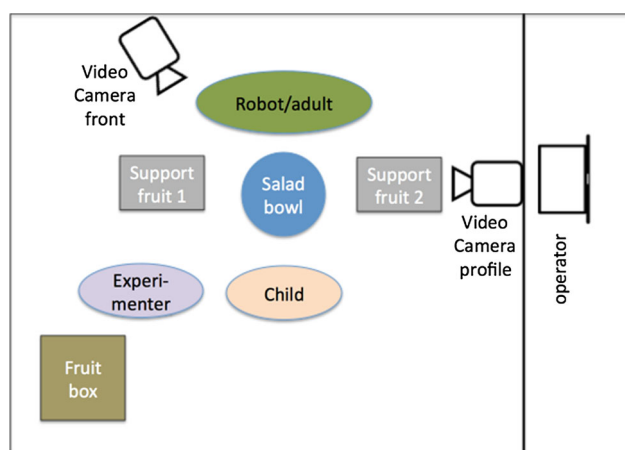 Video
Camera
front
Robot/adult
Support
fruit 1
Salad
bowl
Support
fruit 2
Video
Camera
profile
operator
Experi-
menter
Child
Fruit
box